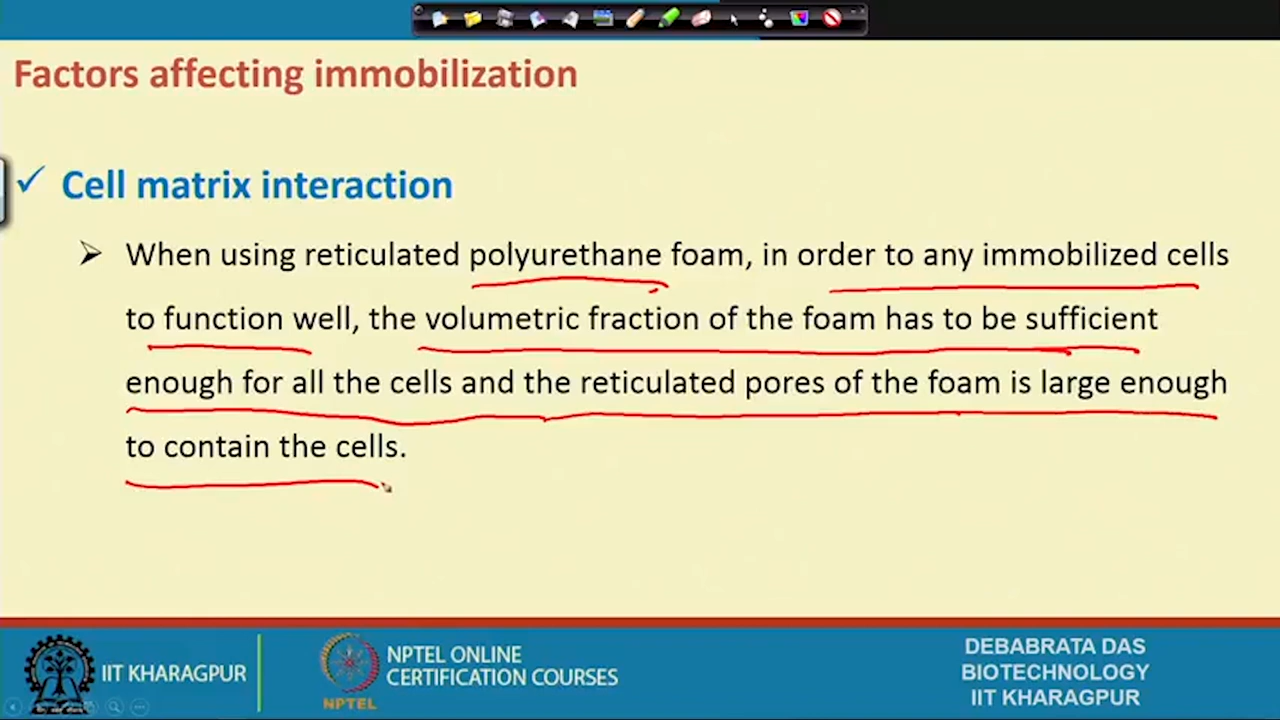 Factors affecting immobilization
✓ Cell matrix interaction
➢ When using reticulated polyurethane foam, in order to any immobilized cells
to function well, the volumetric fraction of the foam has to be sufficient
enough for all the cells and the reticulated pores of the foam is large enough
to contain the cells.
IIT KHARAGPUR
NPTEL
NPTEL ONLINE
CERTIFICATION COURSES
DEBABRATA DAS
BIOTECHNOLOGY
IIT KHARAGPUR